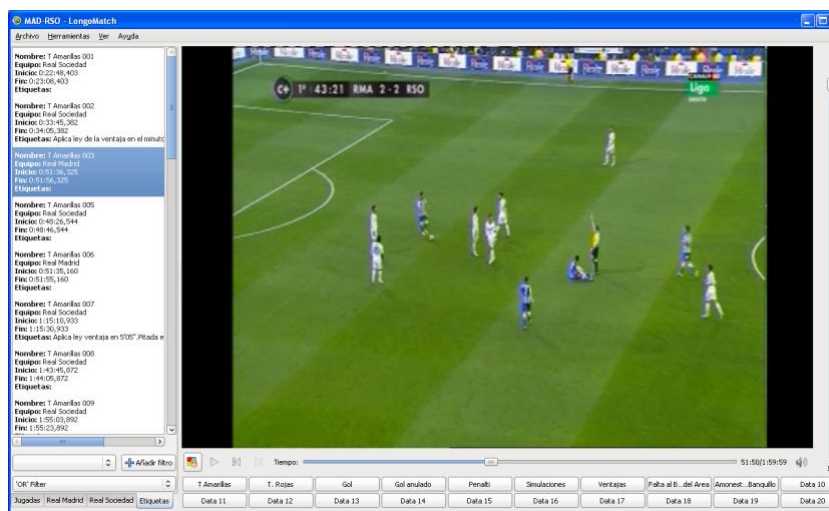 MAD-RSO - LongoMatch
Archivo Herramientas Ver Ayuda
Nombre: T Amarillas 001
Equipo: Real Sociedad
Inicio: 0:22:48,403
Fin: 0:23:08,403
Etiquetas:
Nombre: T Amarillas 002
Equipo: Real Sociedad
Inicio: 0:33:45,382
Fin: 0:34:05,382
Etiquetas: Aplica ley de la ventaja en el minuto
Nombre: T Amarillas 003
Equipo: Real Madrid
Inicio: 0:51:36,325
Fin: 0:51:56,325
Etiquetas:
Nombre: T Amarillas 005
Equipo: Real Sociedad
Inicio: 0:48:26,544
Fin: 0:48:46,544
Etiquetas:
Nombre: T Amarillas 006
Equipo: Real Madrid
Inicio: 0:51:35,160
Fin: 0:51:55,160
Etiquetas:
Nombre: T Amarillas 007
Equipo: Real Sociedad
Inicio: 1:15:10,933
Fin: 1:15:30,933
Etiquetas: Aplica ley ventaja en 5'05".Pitada e
Nombre: T Amarillas 008
Equipo: Real Sociedad
Inicio: 1:43:45,872
Fin: 1:44:05,872
Etiquetas:
Nombre: T Amarillas 009
Equipo: Real Sociedad
Inicio: 1:55:03,892
Fin: 1:55:23,892
Etiquetas:
Añadir filtro
'OR' Filter
Jugadas Real Madrid Real Sociedad Etiquetas
C+ 1º 43:21 RMA 2-2 RSO
Liga
Tiempo: 51:50/1:59:59
T Amarillas T. Rojas Gol Gol anulado Penalti Simulaciones Ventajas Falta al B...del Area Amonest...Banquillo Data 10
Data 11 Data 12 Data 13 Data 14 Data 15 Data 16 Data 17 Data 18 Data 19 Data 20